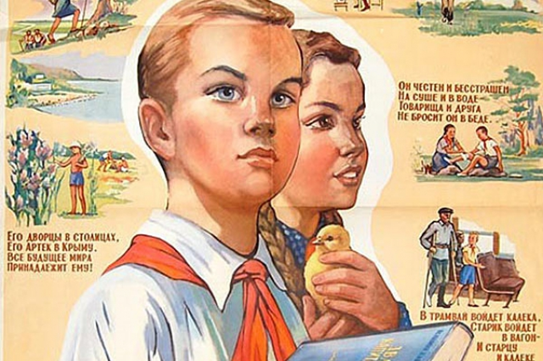 Он честен и бесстрашен
На суше и в воде –
Товарища и друга
Не бросит он в беде.
Его дворцы в столицах,
Его Артек в Крыму,
Все будущее мира
Принадлежит ему!
В трамвай войдет калека,
Старик войдет
в вагон–
И старцу
и калеке